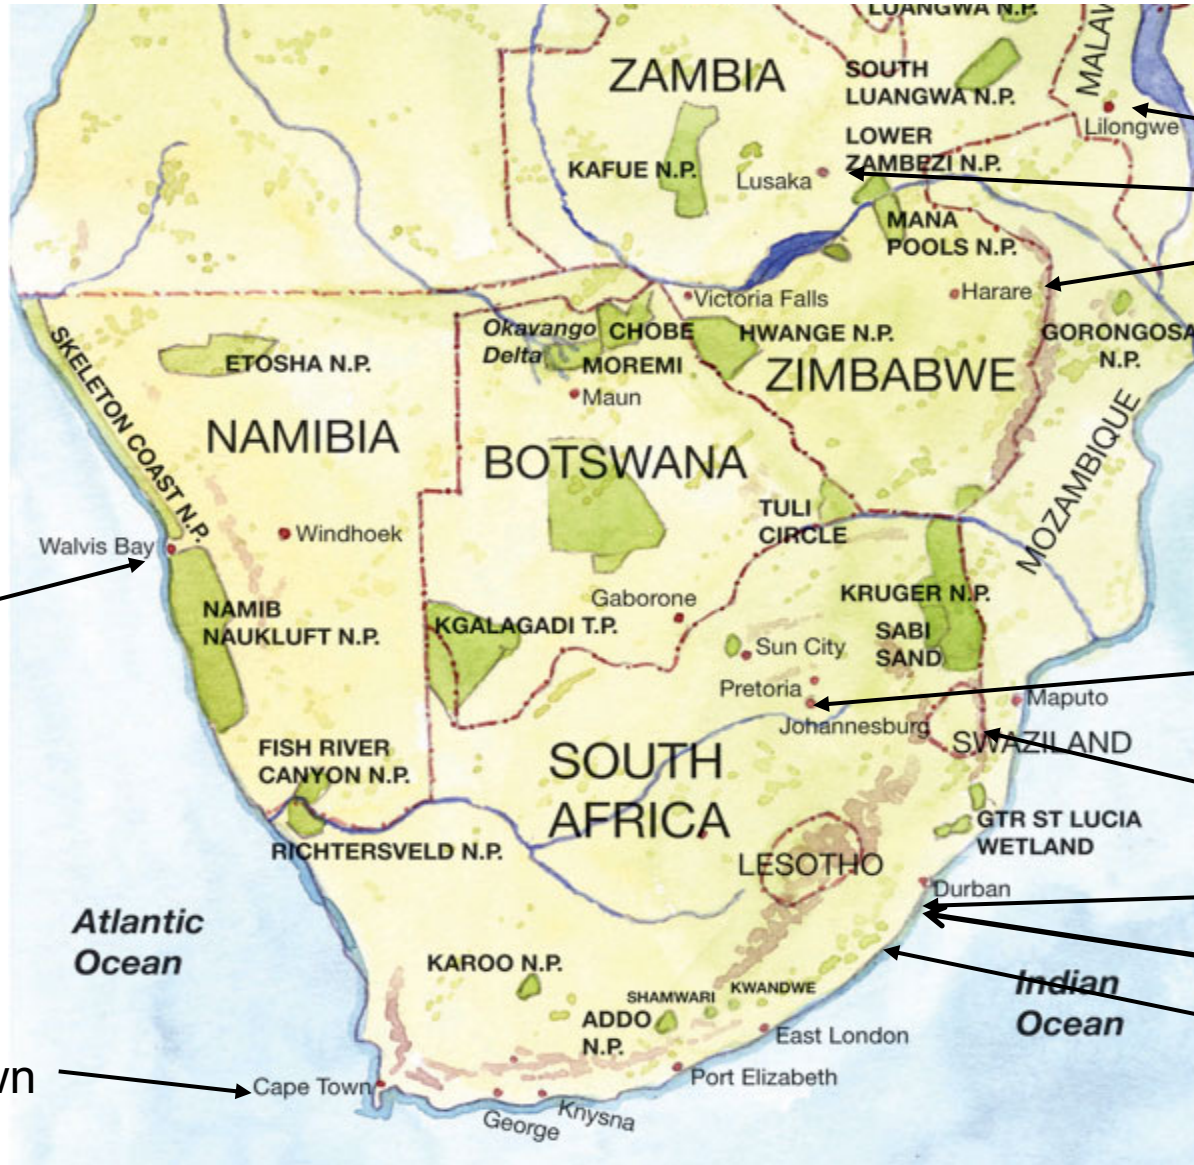 LUANGWA N.P.
ZAMBIA
SOUTH
LUANGWA N.P.
MALAW
Lilongwe
LOWER
ZAMBEZI N.P.
KAFUE N.P.
Lusaka
MANA
POOLS N.P.
Victoria Falls
Harare
Okavango
Delta
CHOBE
MOREMI
HWANGE N.P.
GORONGOSA
N.P.
ETOSHA N.P.
SKELETON COAST N.P.
ZIMBABWE
Maun
NAMIBIA
BOTSWANA
MOZAMBIQUE
TULI
CIRCLE
Windhoek
Walvis Bay
NAMIB
NAUKLUFT N.P.
Gaborone
KGALAGADI T.P.
KRUGER N.P.
SABI
SAND
Sun City
Pretoria
Johannesburg
Maputo
SWAZILAND
FISH RIVER
CANYON N.P.
SOUTH
AFRICA
RICHTERSVELD N.P.
LESOTHO
GTR ST LUCIA
WETLAND
Durban
Atlantic
Ocean
KAROO N.P.
SHAMWARI
KWANDWE
ADDO
N.P.
Indian
Ocean
East London
Port Elizabeth
wn
Cape Town
George
Knysna